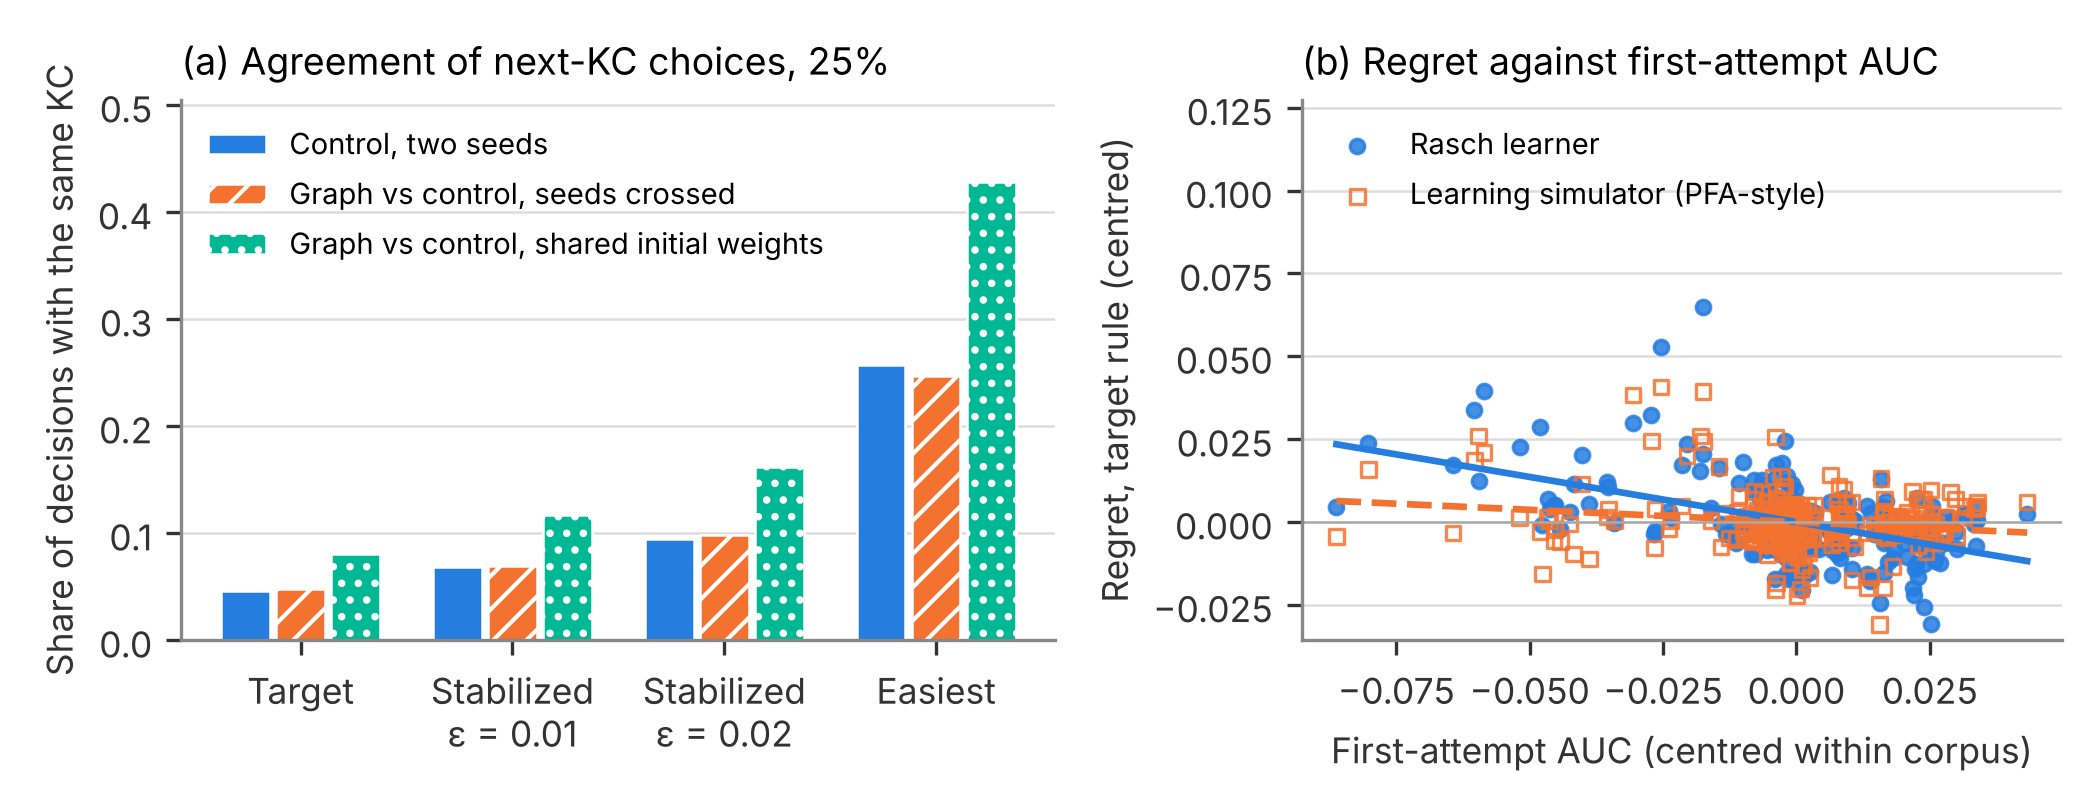 (a) Agreement of next-KC choices, 25%
Share of decisions with the same KC
0.5
0.4
0.3
0.2
0.1
0.0
Control, two seeds
Graph vs control, seeds crossed
Graph vs control, shared initial weights
Target
Stabilized
ε = 0.01
Stabilized
ε = 0.02
Easiest
(b) Regret against first-attempt AUC
Regret, target rule (centred)
0.125
0.100
0.075
0.050
0.025
0.000
−0.025
Rasch learner
Learning simulator (PFA-style)
−0.075
−0.050
−0.025
0.000
0.025
First-attempt AUC (centred within corpus)